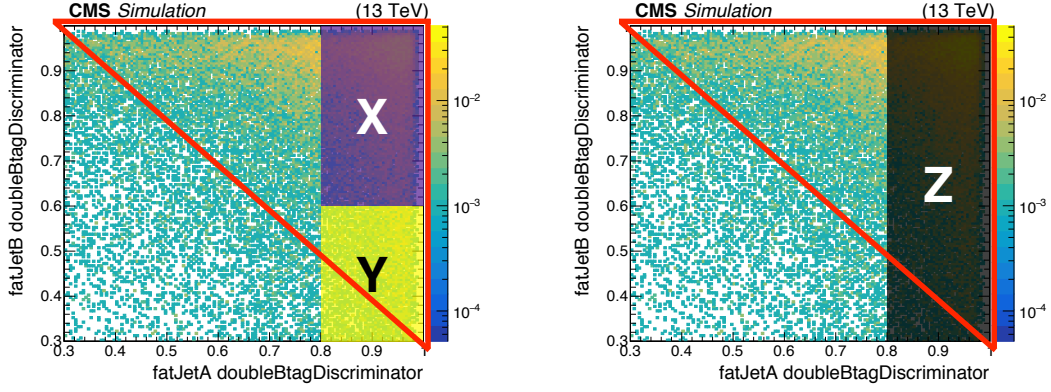 CMS Simulation (13 TeV)
fatJetB doubleBtagDiscriminator
0.9
0.8
0.7
0.6
0.5
0.4
0.3
X
Y
10⁻²
10⁻³
10⁻⁴
0.3 0.4 0.5 0.6 0.7 0.8 0.9 1
fatJetA doubleBtagDiscriminator
CMS Simulation (13 TeV)
fatJetB doubleBtagDiscriminator
0.9
0.8
0.7
0.6
0.5
0.4
0.3
Z
10⁻²
10⁻³
10⁻⁴
0.3 0.4 0.5 0.6 0.7 0.8 0.9 1
fatJetA doubleBtagDiscriminator